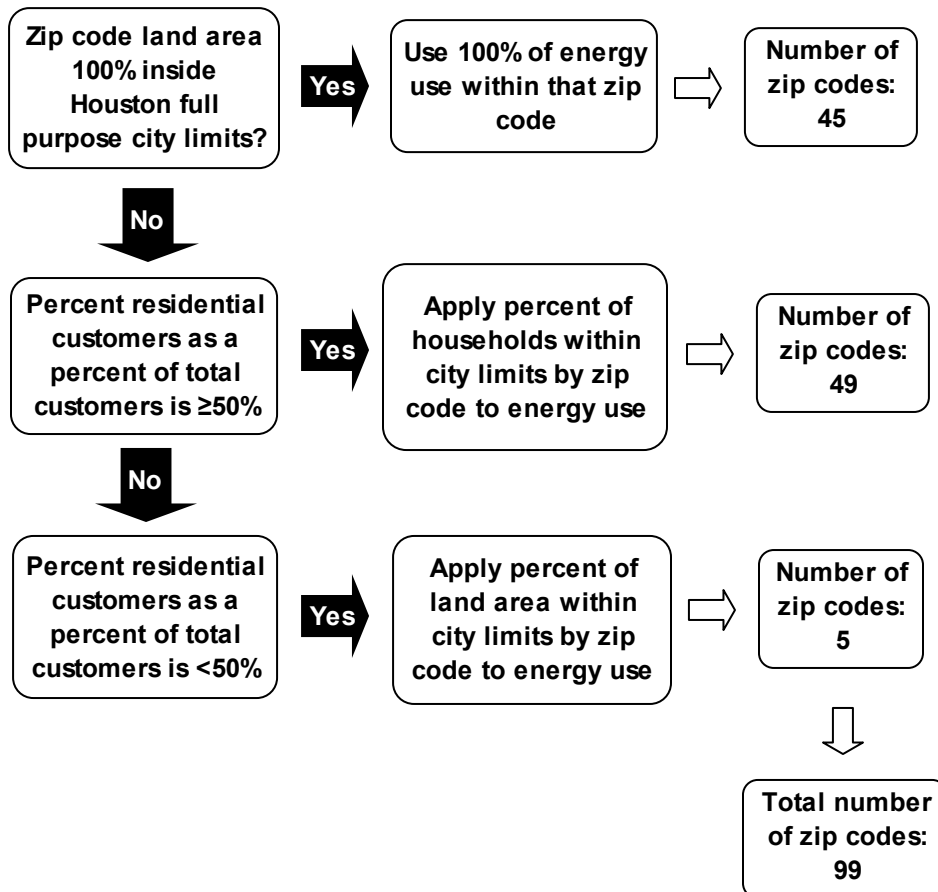 Zip code land area
100% inside
Houston full
purpose city limits?
Yes
Use 100% of energy
use within that zip
code
Number of
zip codes:
45
No
Percent residential
customers as a
percent of total
customers is ≥50%
Yes
Apply percent of
households within
city limits by zip
code to energy use
Number of
zip codes:
49
No
Percent residential
customers as a
percent of total
customers is <50%
Yes
Apply percent of
land area within
city limits by zip
code to energy use
Number of
zip codes:
5
Total number
of zip codes:
99